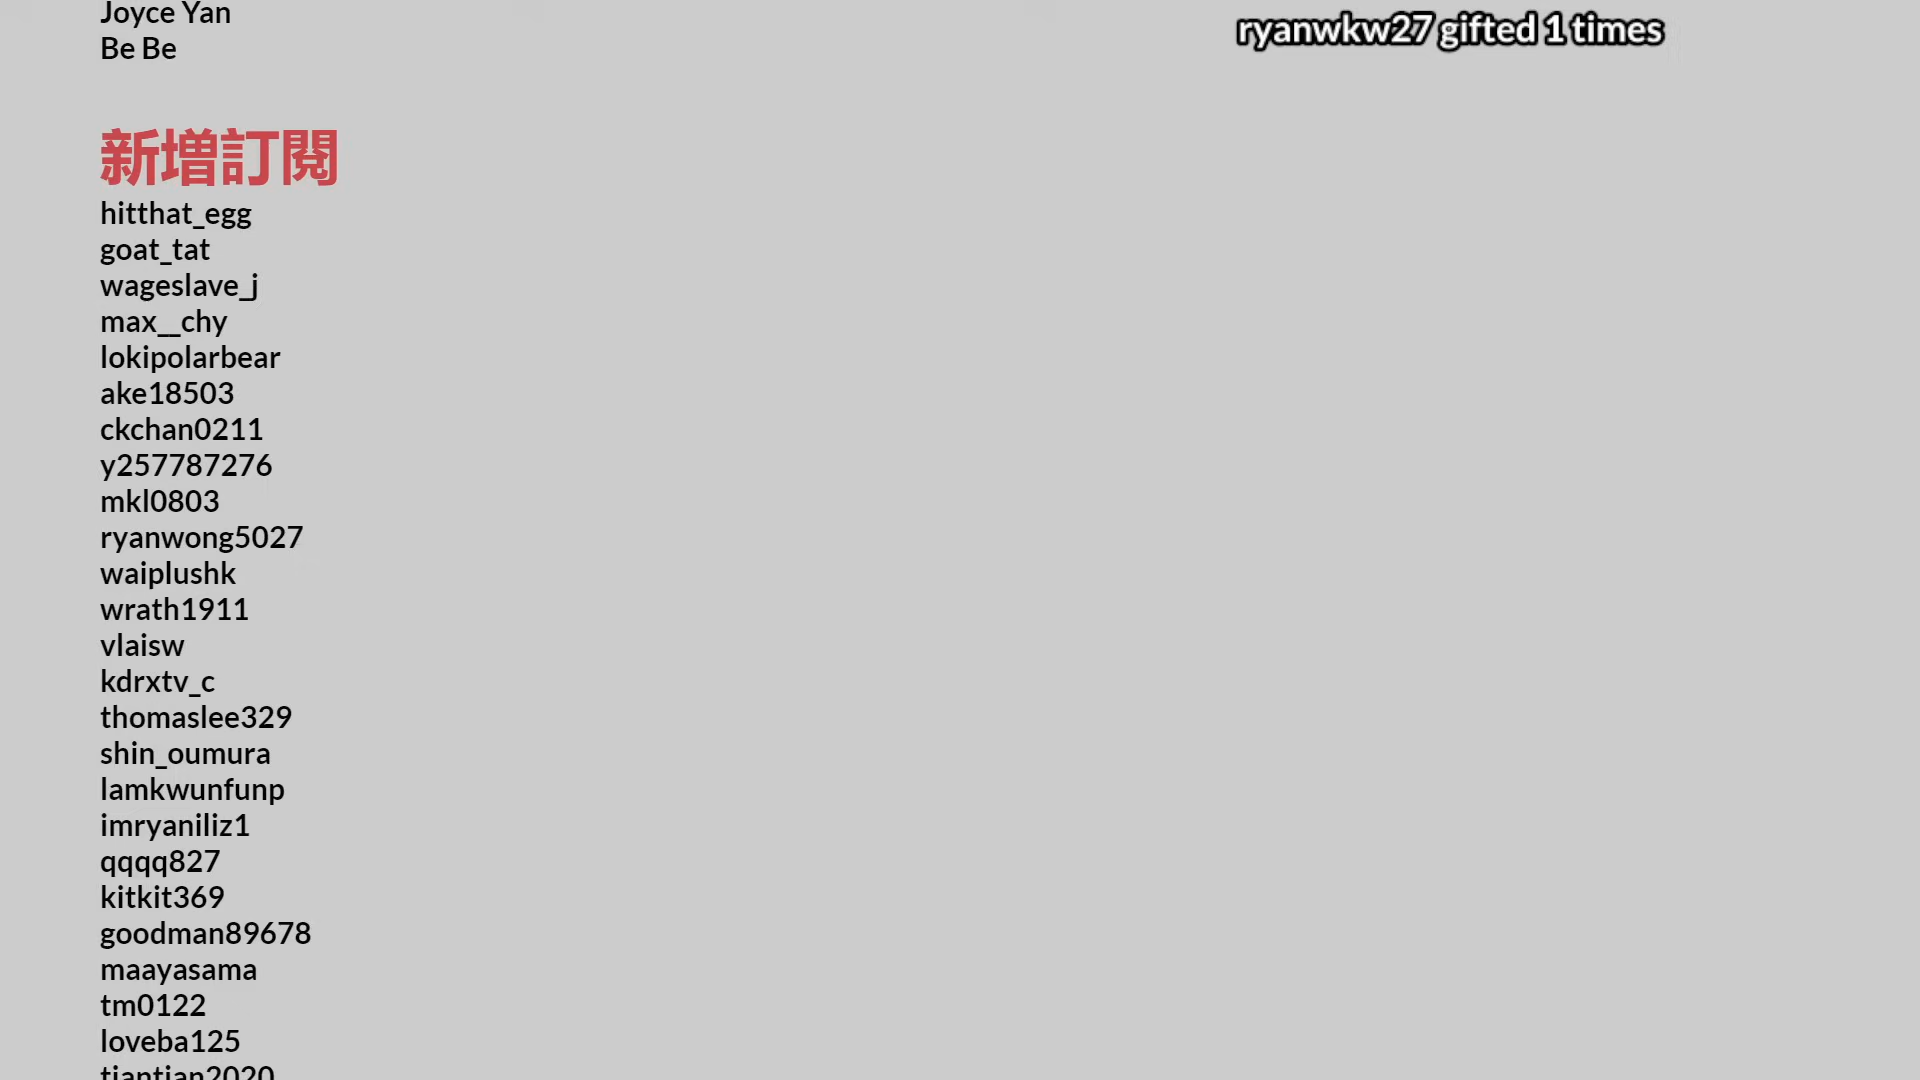 Joyce Yan
Be Be
ryanwkw27 gifted 1 times
新增訂閱
hitthat_egg
goat_tat
wageslave_j
max__chy
lokipolarbear
ake18503
ckchan0211
y257787276
mkl0803
ryanwong5027
waiplushk
wrath1911
vlaisw
kdrxtv_c
thomaslee329
shin_oumura
lamkwunfunp
imryaniliz1
qqqq827
kitkit369
goodman89678
maayasama
tm0122
loveba125
tiantian2020